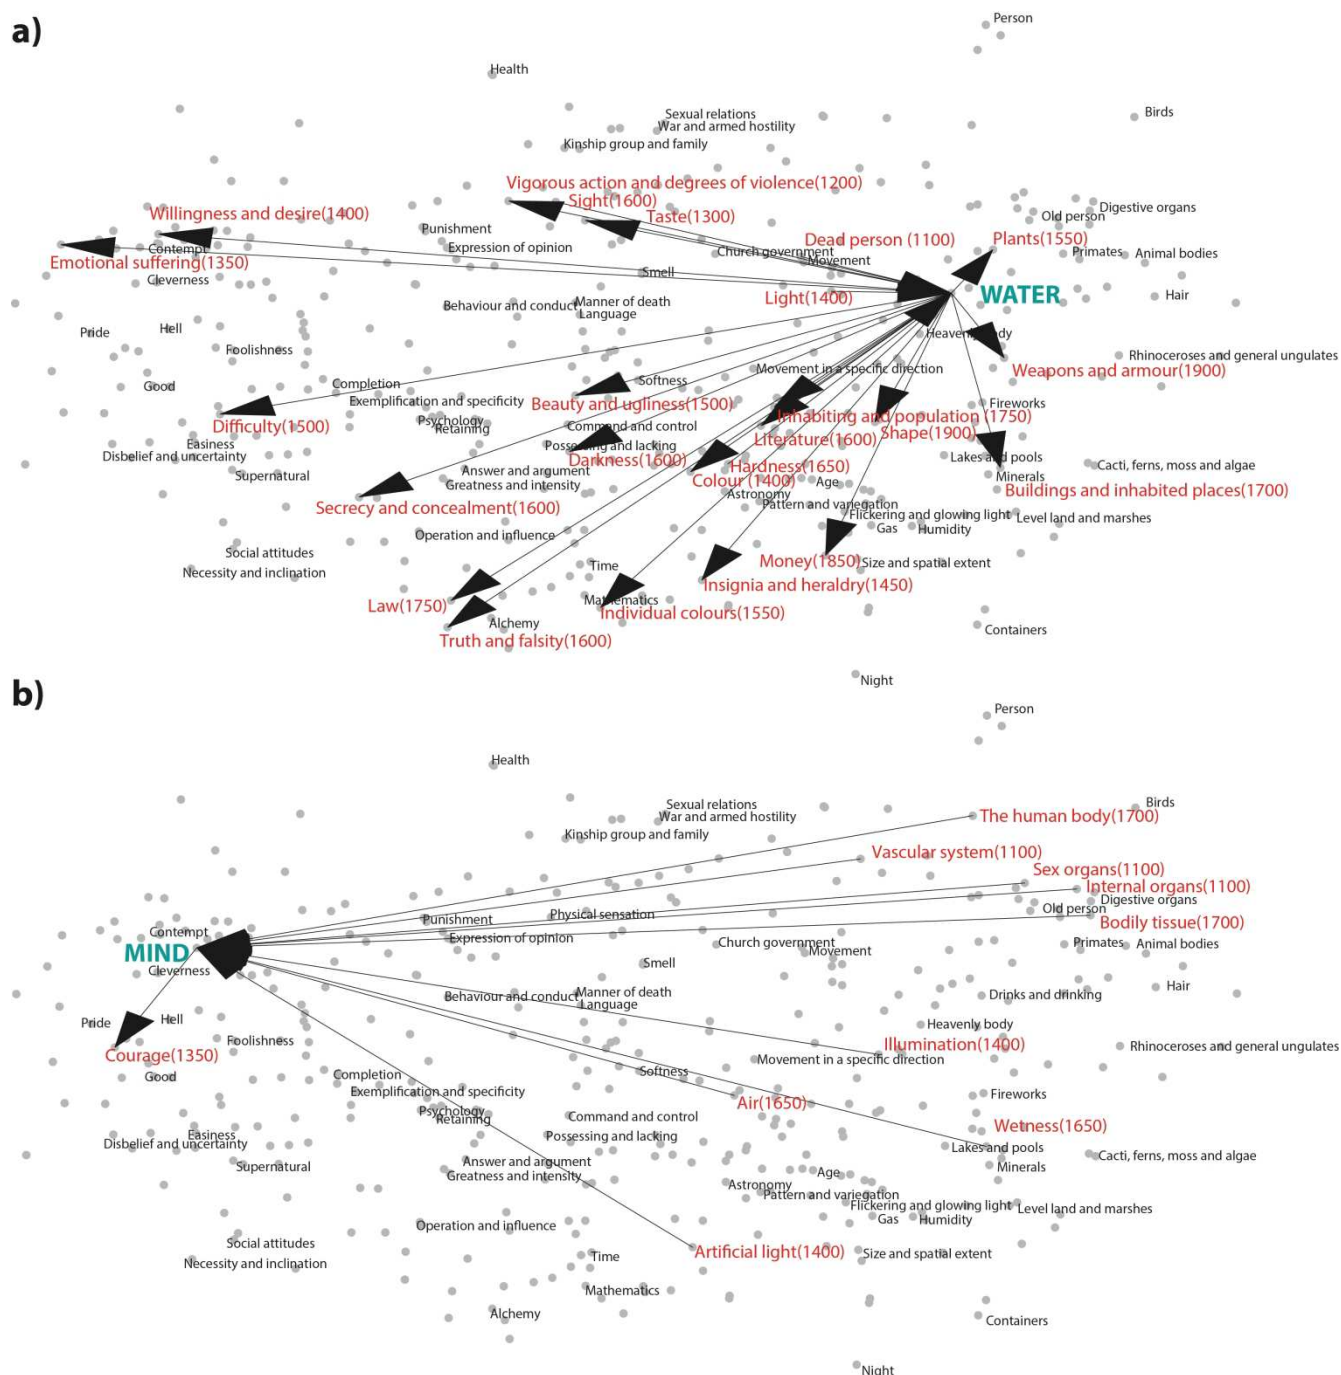 a)
Person
Health
Sexual relations
War and armed hostility
Birds
Kinship group and family
Vigorous action and degrees of violence(1200)
Sight(1600)
Willingness and desire(1400)
Taste(1300)
Digestive organs
Old person
Punishment
Dead person (1100)
Plants(1550)
Expression of opinion
Contempt
Church government
Primates
Animal bodies
Emotional suffering(1350)
Movement
Smell
Cleverness
Light(1400)
WATER
Hair
Behaviour and conduct
Manner of death
Language
Pride
Hell
Heavenly body
Foolishness
Rhinoceroses and general ungulates
Movement in a specific direction
Weapons and armour(1900)
Good
Completion
Softness
Exemplification and specificity
Beauty and ugliness(1500)
Fireworks
Inhabiting and population (1750)
Difficulty(1500)
Psychology
Retaining
Command and control
Shape(1900)
Easiness
Possessing and lacking
Literature(1600)
Disbelief and uncertainty
Darkness(1600)
Lakes and pools
Hardness(1650)
Cacti, ferns, moss and algae
Supernatural
Answer and argument
Colour(1400)
Minerals
Greatness and intensity
Age
Astronomy
Buildings and inhabited places(1700)
Secrecy and concealment(1600)
Pattern and variegation
Flickering and glowing light
Level land and marshes
Gas
Humidity
Operation and influence
Social attitudes
Money(1850)
Size and spatial extent
Necessity and inclination
Time
Insignia and heraldry(1450)
Law(1750)
Mathematics
Individual colours(1550)
Alchemy
Containers
Truth and falsity(1600)
Night
b)
Person
Health
Sexual relations
Birds
War and armed hostility
The human body(1700)
Kinship group and family
Vascular system(1100)
Sex organs(1100)
Internal organs(1100)
Digestive organs
Old person
Physical sensation
Punishment
Bodily tissue(1700)
Contempt
Expression of opinion
Church government
Primates
Animal bodies
MIND
Movement
Smell
Cleverness
Hair
Manner of death
Behaviour and conduct
Drinks and drinking
Language
Pride
Hell
Heavenly body
Foolishness
Illumination(1400)
Rhinoceroses and general ungulates
Courage(1350)
Movement in a specific direction
Softness
Good
Completion
Exemplification and specificity
Fireworks
Air(1650)
Psychology
Retaining
Command and control
Wetness(1650)
Easiness
Possessing and lacking
Disbelief and uncertainty
Lakes and pools
Cacti, ferns, moss and algae
Answer and argument
Supernatural
Minerals
Greatness and intensity
Age
Astronomy
Pattern and variegation
Flickering and glowing light
Level land and marshes
Gas
Humidity
Operation and influence
Social attitudes
Artificial light(1400)
Size and spatial extent
Time
Necessity and inclination
Mathematics
Alchemy
Containers
Night